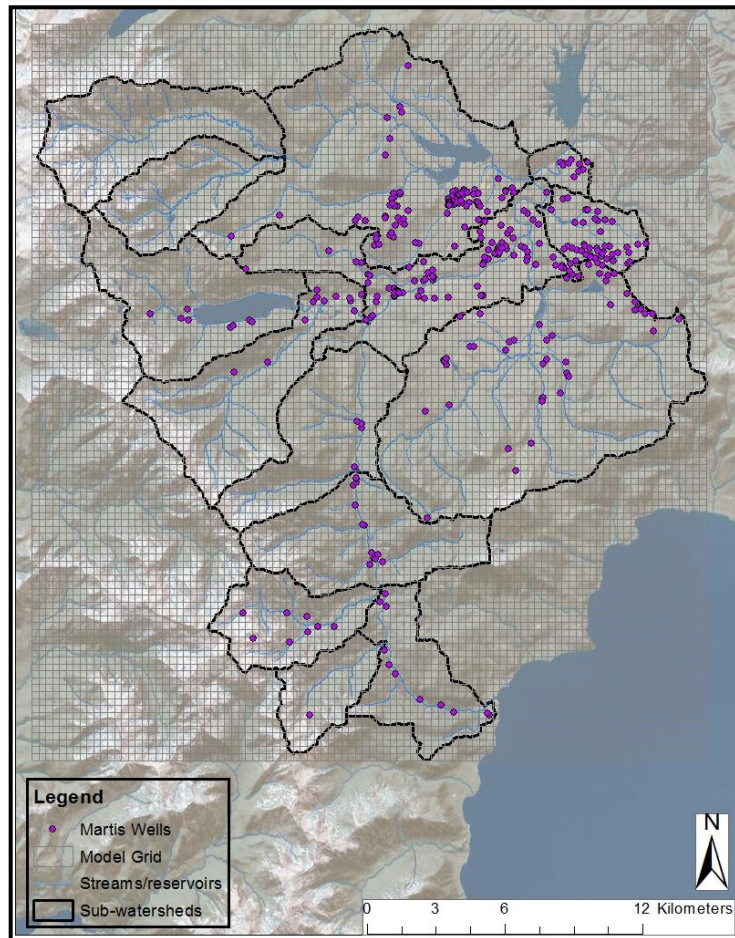 Legend
Martis Wells
Model Grid
Streams/reservoirs
Sub-watersheds
N
0 3 6 12 Kilometers